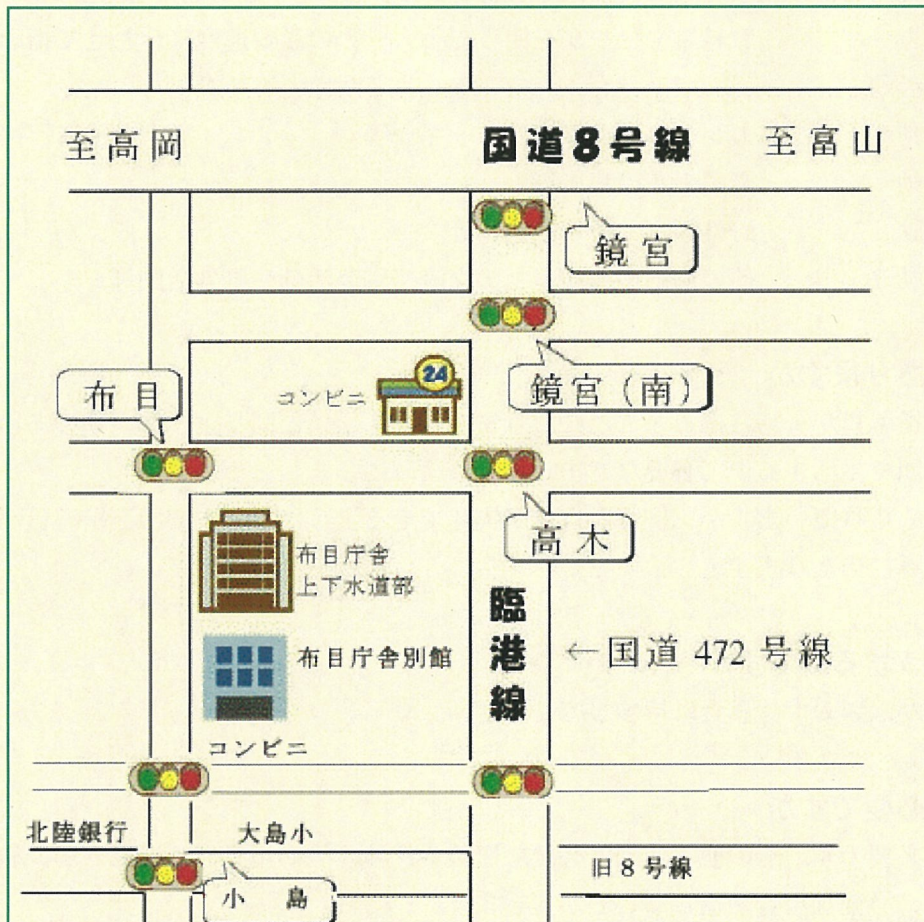 至高岡
国道8号線
至富山
鏡宮
鏡宮（南）
24
コンビニ
布目
高木
布目庁舎
上下水道部
臨港線
←国道 472 号線
布目庁舎別館
コンビニ
北陸銀行
大島小
旧8号線
小 島